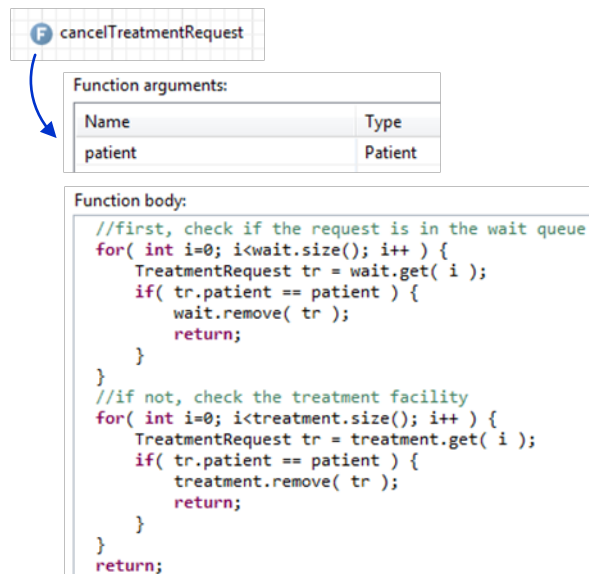 F cancelTreatmentRequest
Function arguments:
Name Type
patient Patient
Function body:
//first, check if the request is in the wait queue
for( int i=0; i<wait.size(); i++ ) {
    TreatmentRequest tr = wait.get( i );
    if( tr.patient == patient ) {
        wait.remove( tr );
        return;
    }
}
//if not, check the treatment facility
for( int i=0; i<treatment.size(); i++ ) {
    TreatmentRequest tr = treatment.get( i );
    if( tr.patient == patient ) {
        treatment.remove( tr );
        return;
    }
}
return;